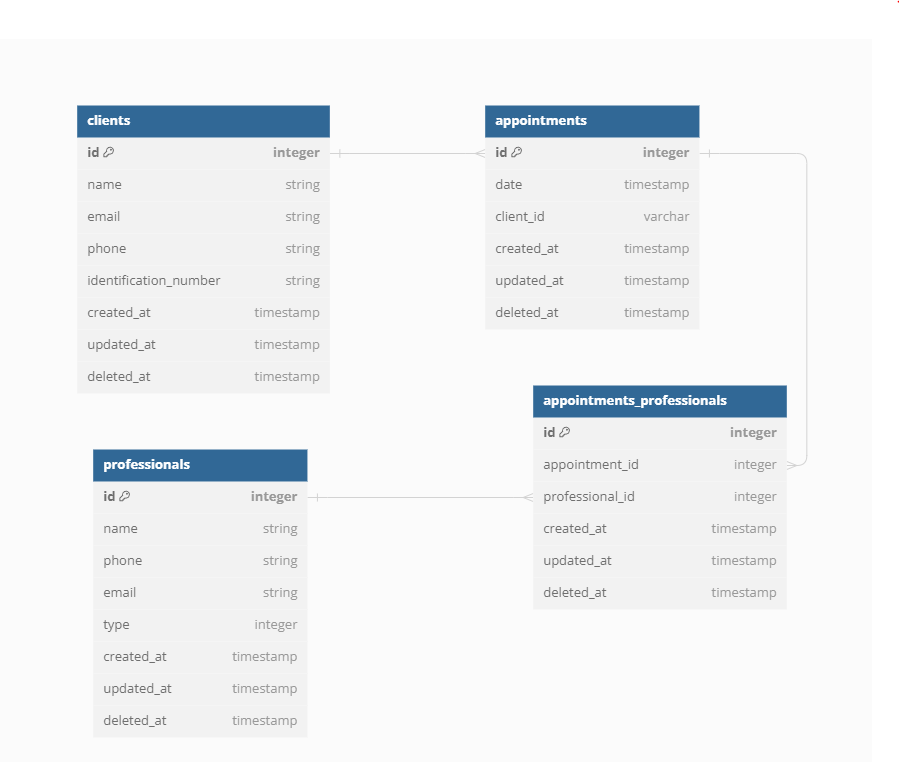 clients
id integer
name string
email string
phone string
identification_number string
created_at timestamp
updated_at timestamp
deleted_at timestamp
appointments
id integer
date timestamp
client_id varchar
created_at timestamp
updated_at timestamp
deleted_at timestamp
professionals
id integer
name string
phone string
email string
type integer
created_at timestamp
updated_at timestamp
deleted_at timestamp
appointments_professionals
id integer
appointment_id integer
professional_id integer
created_at timestamp
updated_at timestamp
deleted_at timestamp